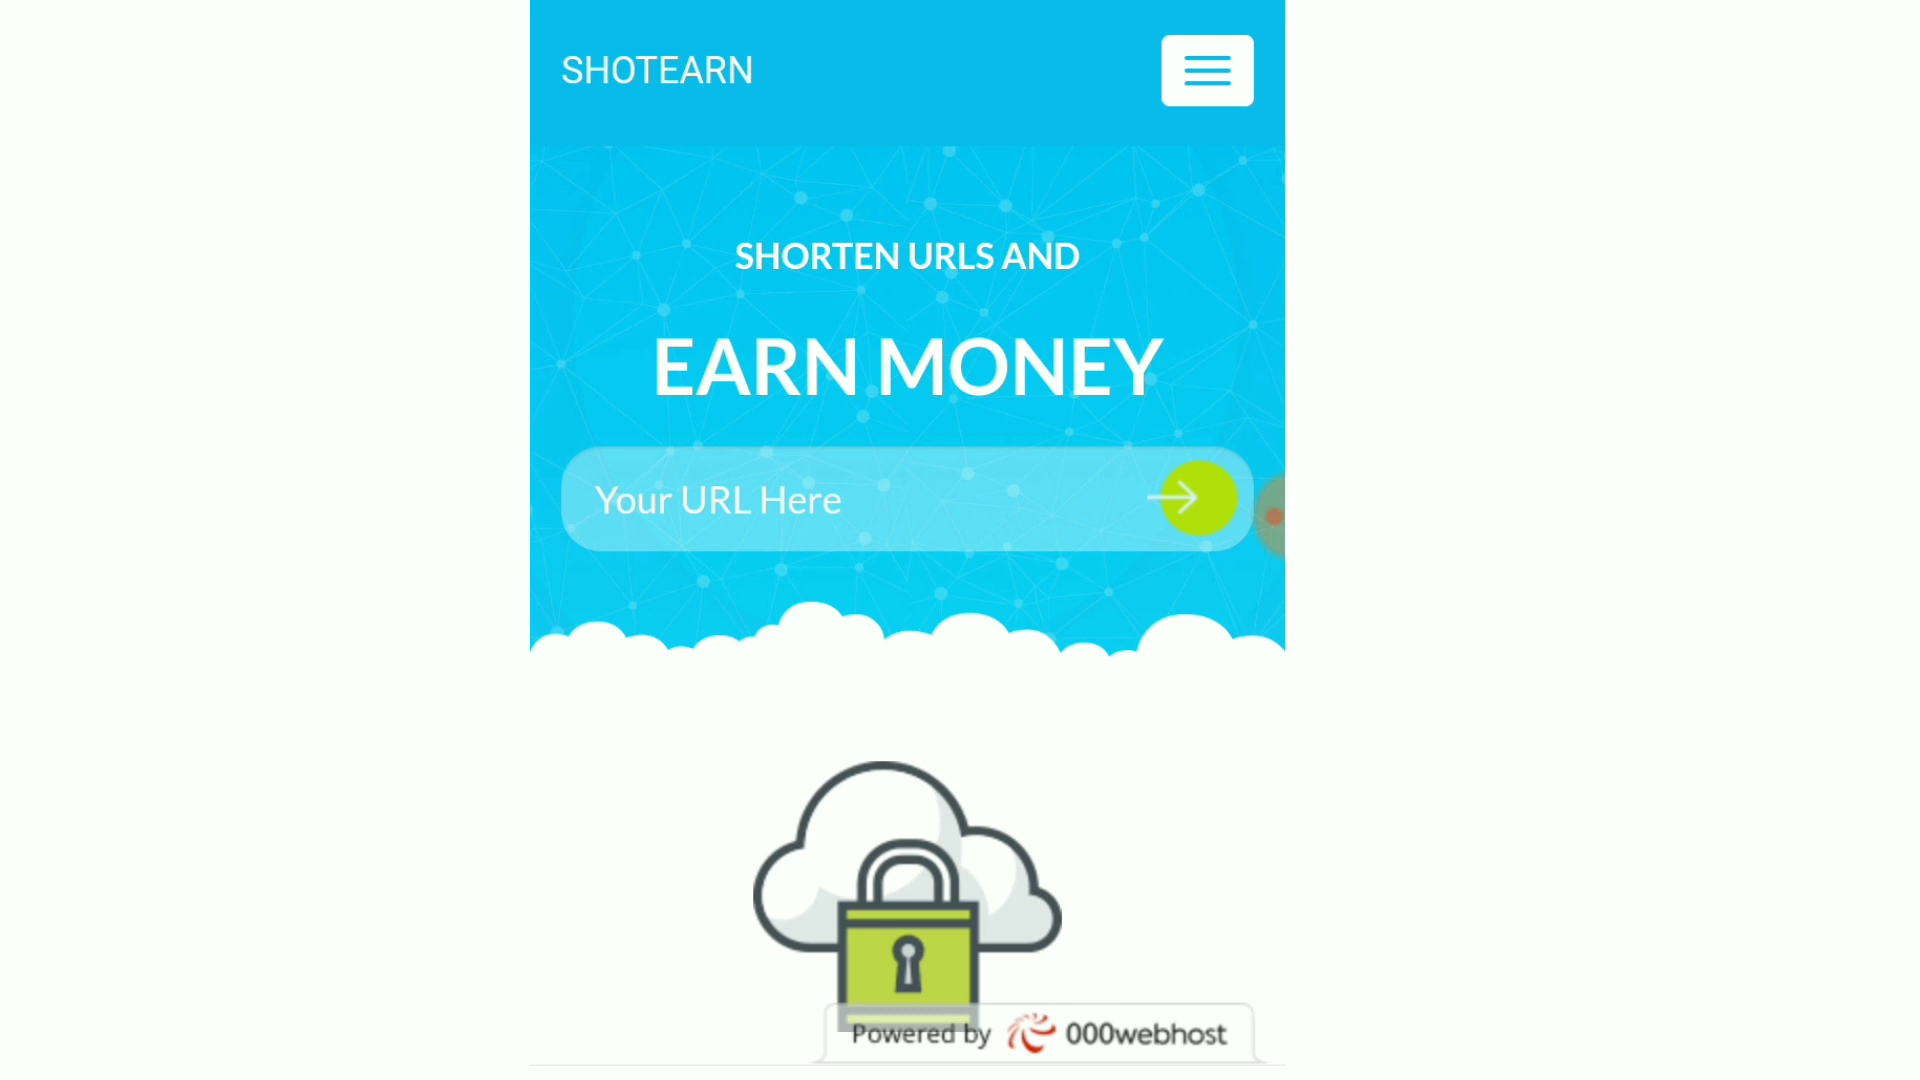 SHOTEARN
SHORTEN URLS AND
EARN MONEY
Your URL Here
Powered by 000webhost